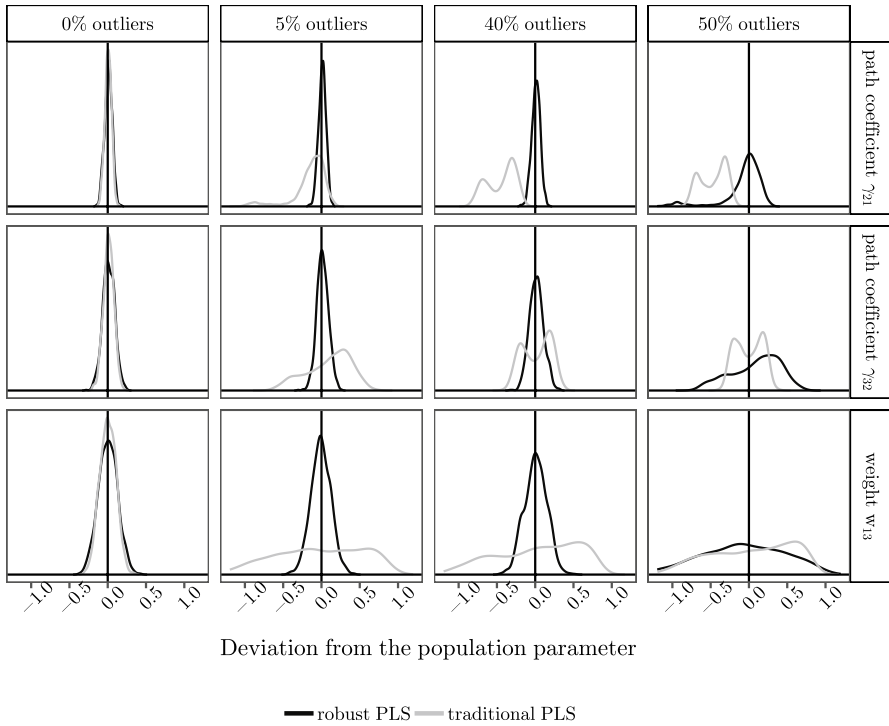 0% outliers 5% outliers 40% outliers 50% outliers
path coefficient γ21
path coefficient γ32
weight w13
−1.0 −0.5 0.0 0.5 1.0 −1.0 −0.5 0.0 0.5 1.0 −1.0 −0.5 0.0 0.5 1.0 −1.0 −0.5 0.0 0.5 1.0
Deviation from the population parameter
robust PLS traditional PLS